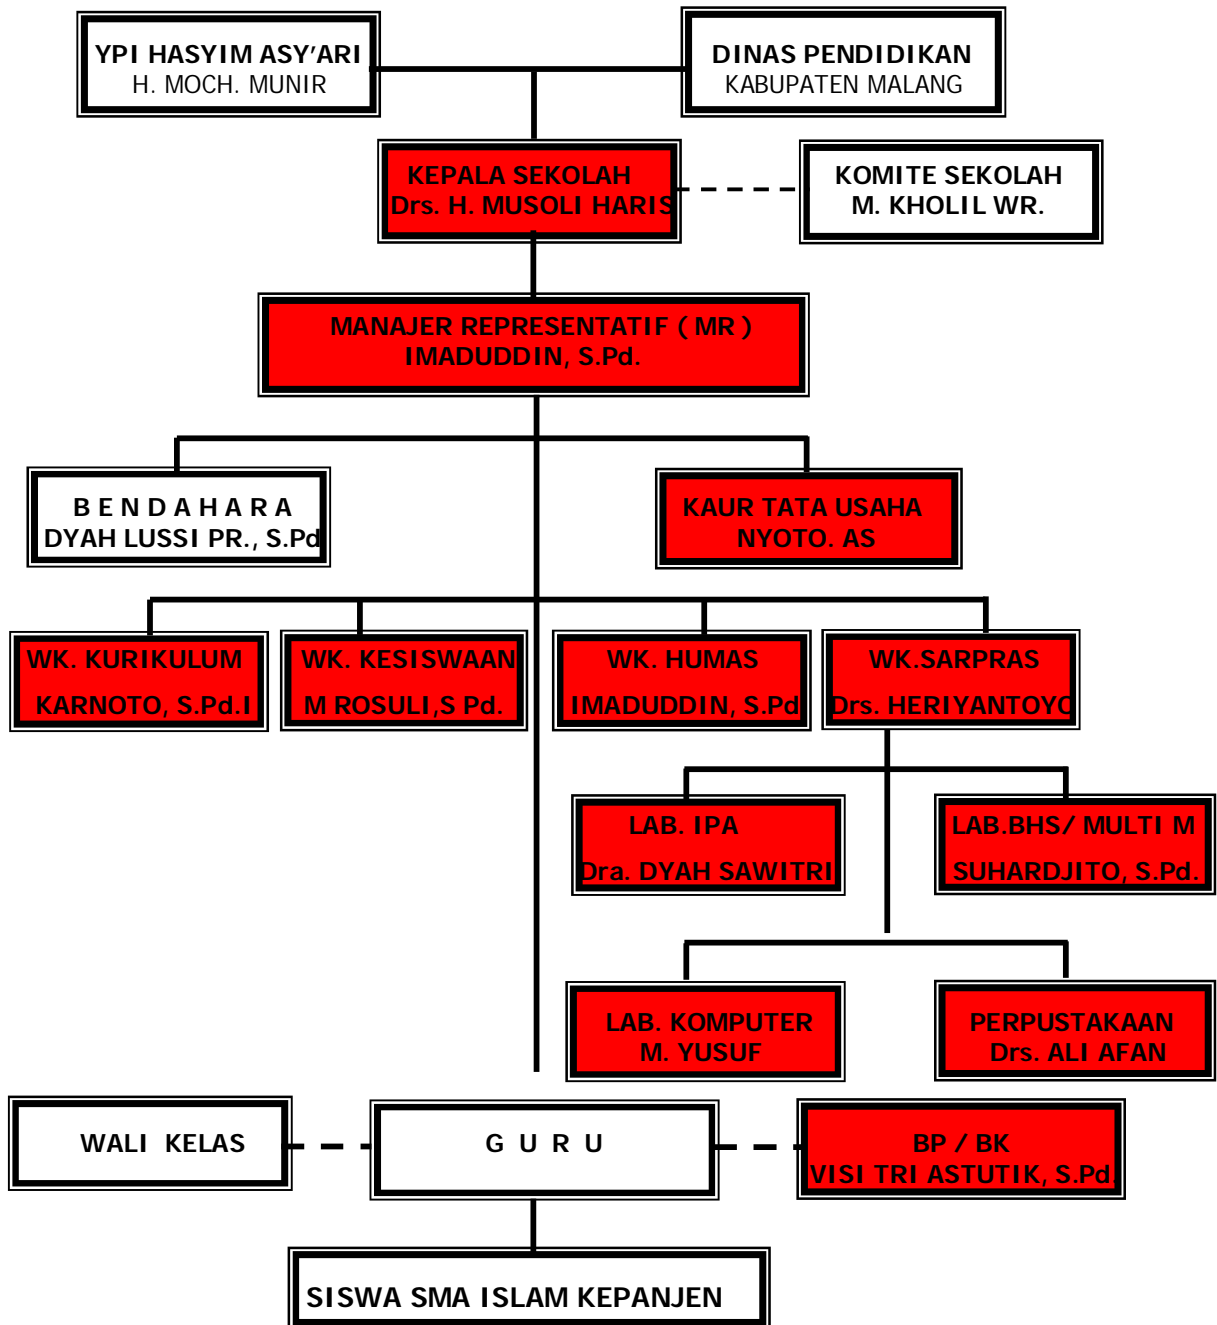 YPI HASYIM ASY'ARI
H. MOCH. MUNIR
DINAS PENDIDIKAN
KABUPATEN MALANG
KEPALA SEKOLAH
Drs. H. MUSOLI HARIS
KOMITE SEKOLAH
M. KHOLIL WR.
MANAJER REPRESENTATIF ( MR )
IMADUDDIN, S.Pd.
B E N D A H A R A
DYAH LUSSI PR., S.Pd
KAUR TATA USAHA
NYOTO. AS
WK. KURIKULUM
KARNOTO, S.Pd.I
WK. KESISWAAN
M ROSULI,S Pd.
WK. HUMAS
IMADUDDIN, S.Pd
WK.SARPRAS
Drs. HERIYANTOYO
LAB. IPA
Dra. DYAH SAWITRI
LAB.BHS/ MULTI M
SUHARDJITO, S.Pd.
LAB. KOMPUTER
M. YUSUF
PERPUSTAKAAN
Drs. ALI AFAN
WALI KELAS
G U R U
BP / BK
VISI TRI ASTUTIK, S.Pd.
SISWA SMA ISLAM KEPANJEN